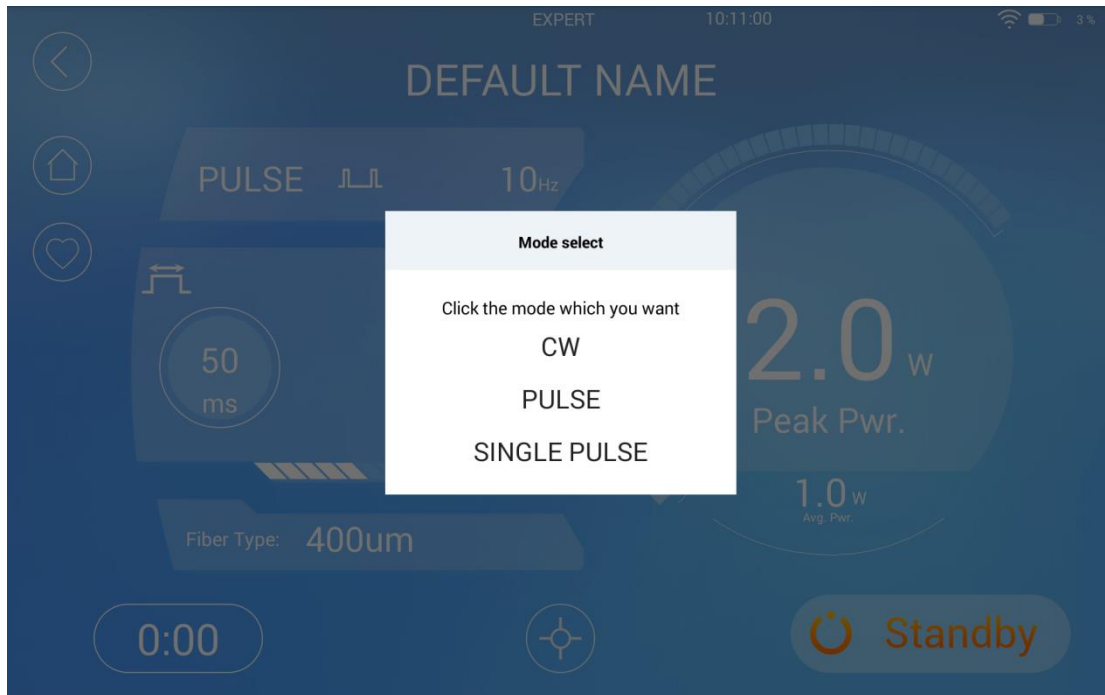 EXPERT 10:11:00 3 %
DEFAULT NAME
PULSE 10Hz
Mode select
Click the mode which you want
CW
PULSE
SINGLE PULSE
50
ms
2.0 W
Peak Pwr.
1.0 W
Avg. Pwr.
Fiber Type: 400um
0:00
Standby